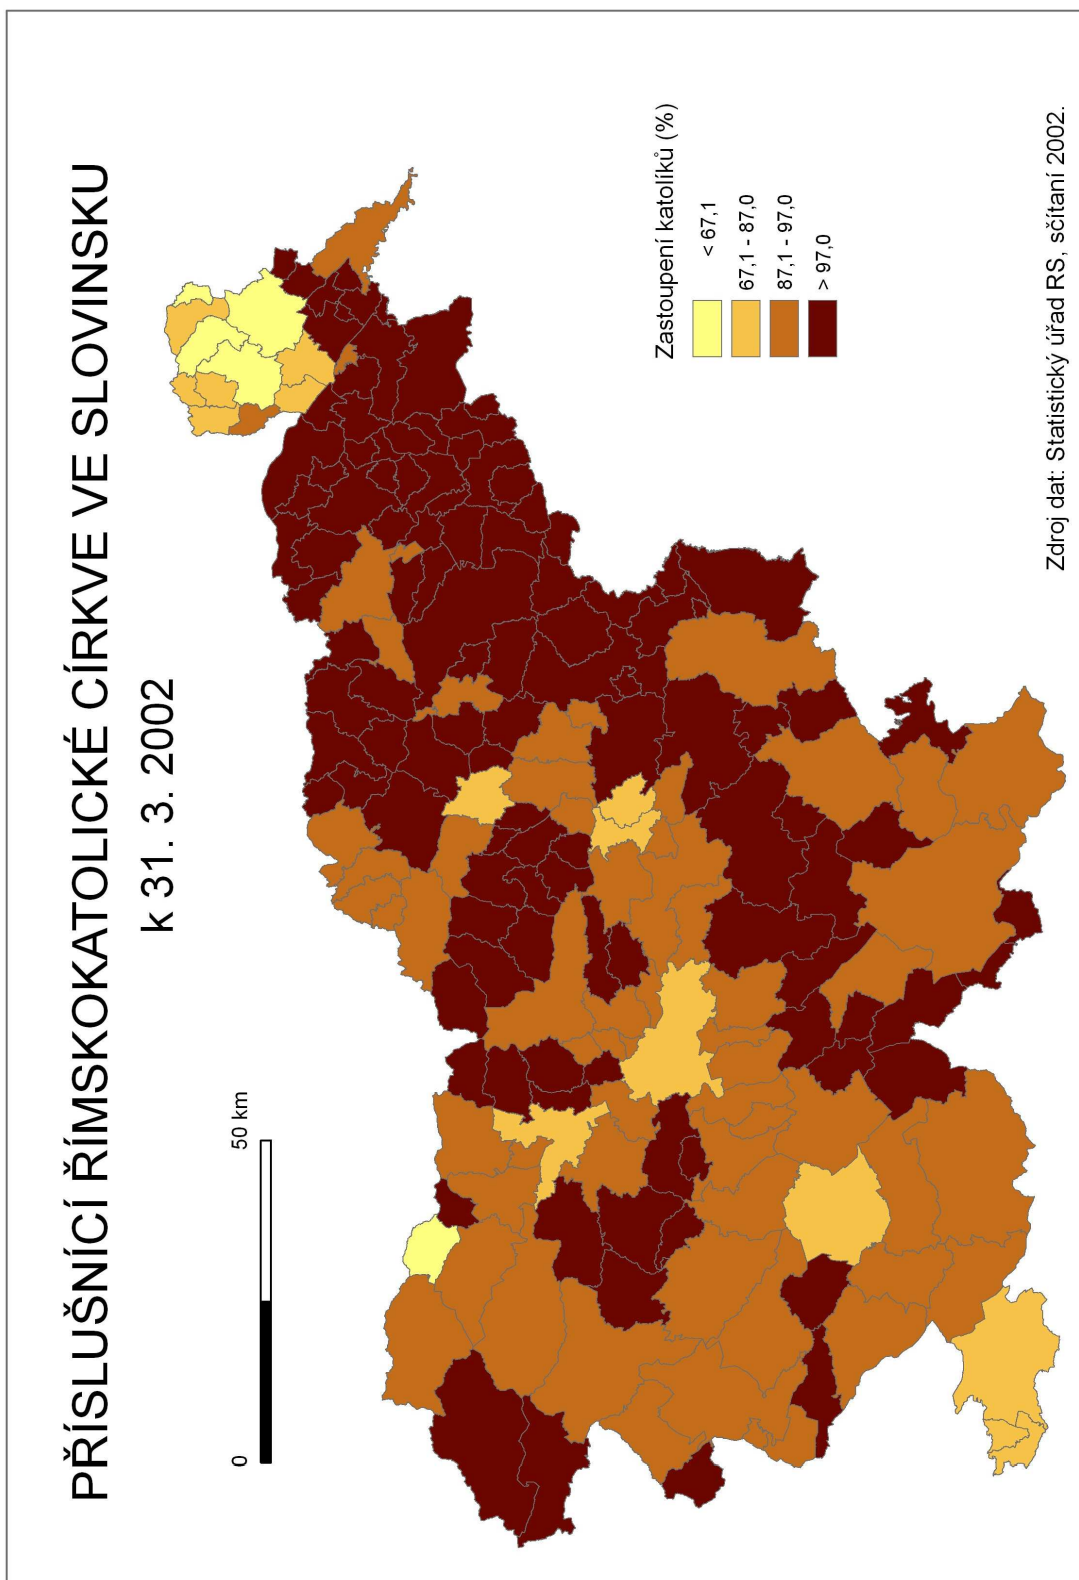 PŘÍSLUŠNÍCÍ ŘÍMSKOKATOLICKÉ CÍRKVE VE SLOVINSKU
k 31. 3. 2002
0 50 km
Zastoupení katolíků (%)
< 67,1
67,1 - 87,0
87,1 - 97,0
> 97,0
Zdroj dat: Statistický úřad RS, sčítaní 2002.